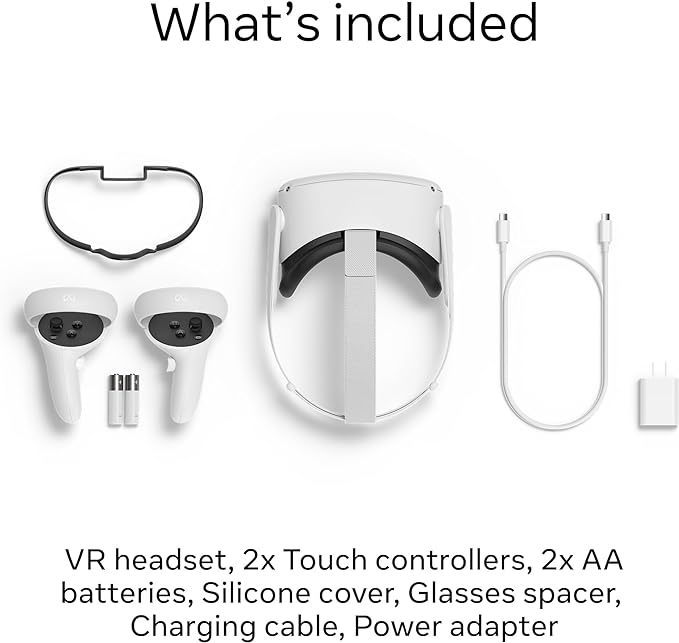 What’s included
VR headset, 2x Touch controllers, 2x AA
batteries, Silicone cover, Glasses spacer,
Charging cable, Power adapter